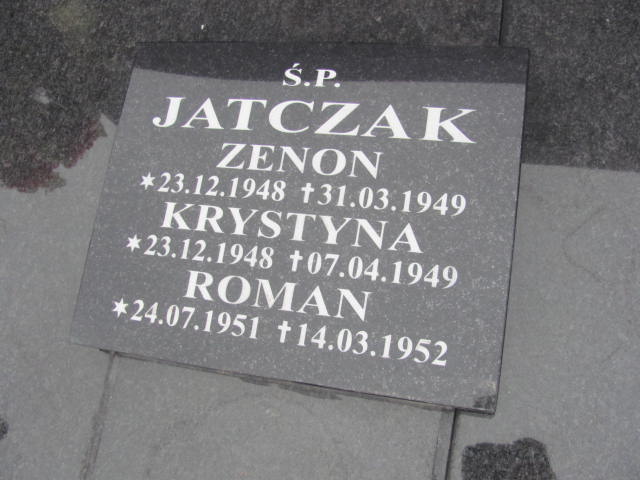 Ś.P.
JATCZAK
ZENON
✶23.12.1948 ✝31.03.1949
KRYSTYNA
✶23.12.1948 ✝07.04.1949
ROMAN
✶24.07.1951 ✝14.03.1952